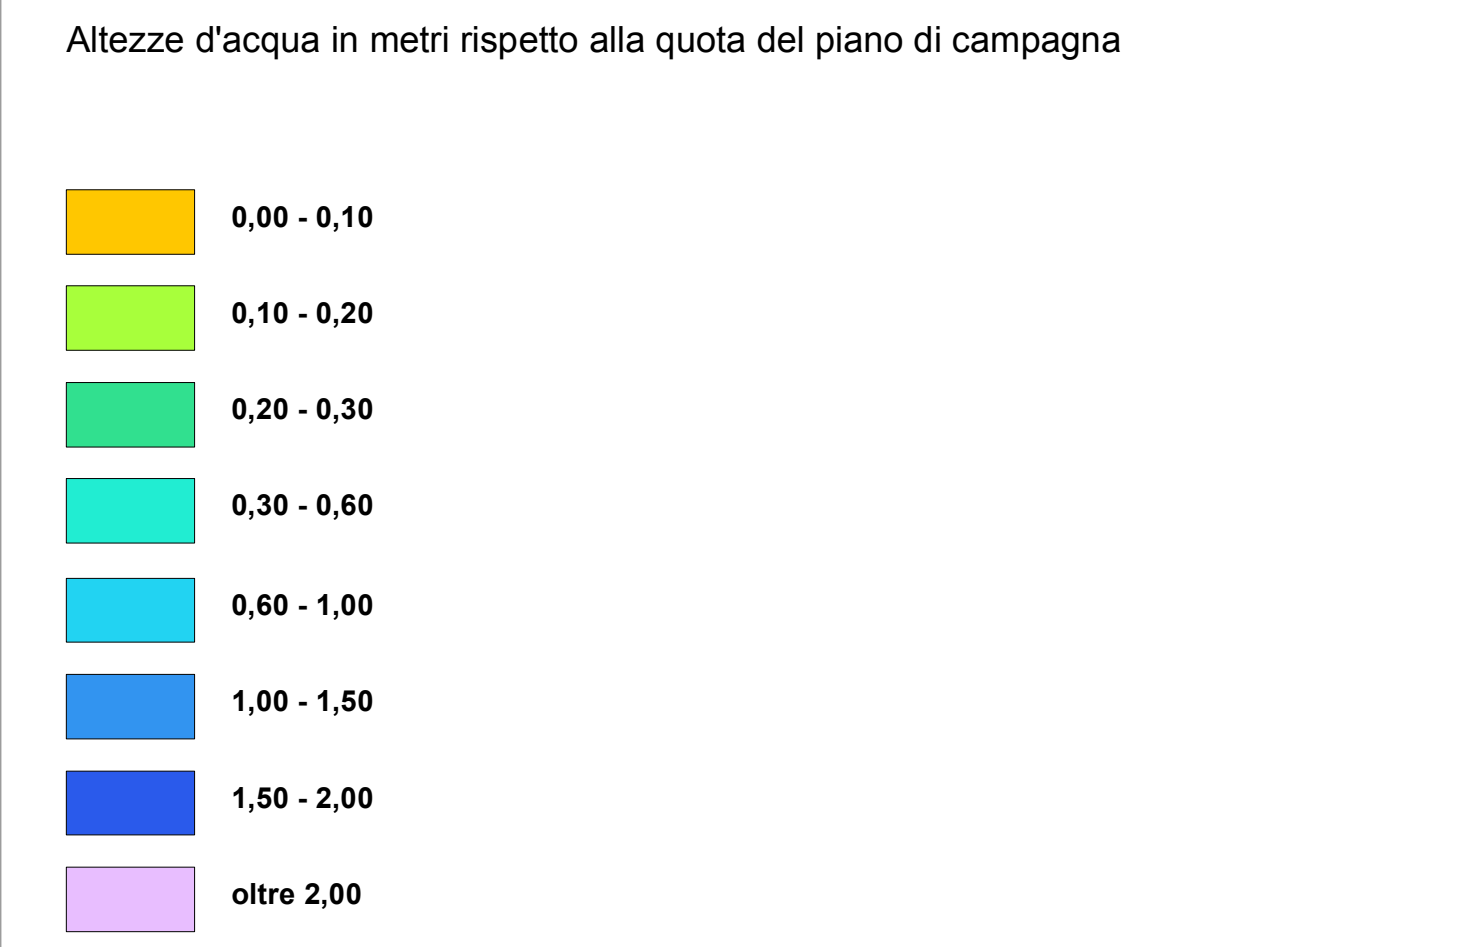 Altezze d'acqua in metri rispetto alla quota del piano di campagna
0,00 - 0,10
0,10 - 0,20
0,20 - 0,30
0,30 - 0,60
0,60 - 1,00
1,00 - 1,50
1,50 - 2,00
oltre 2,00